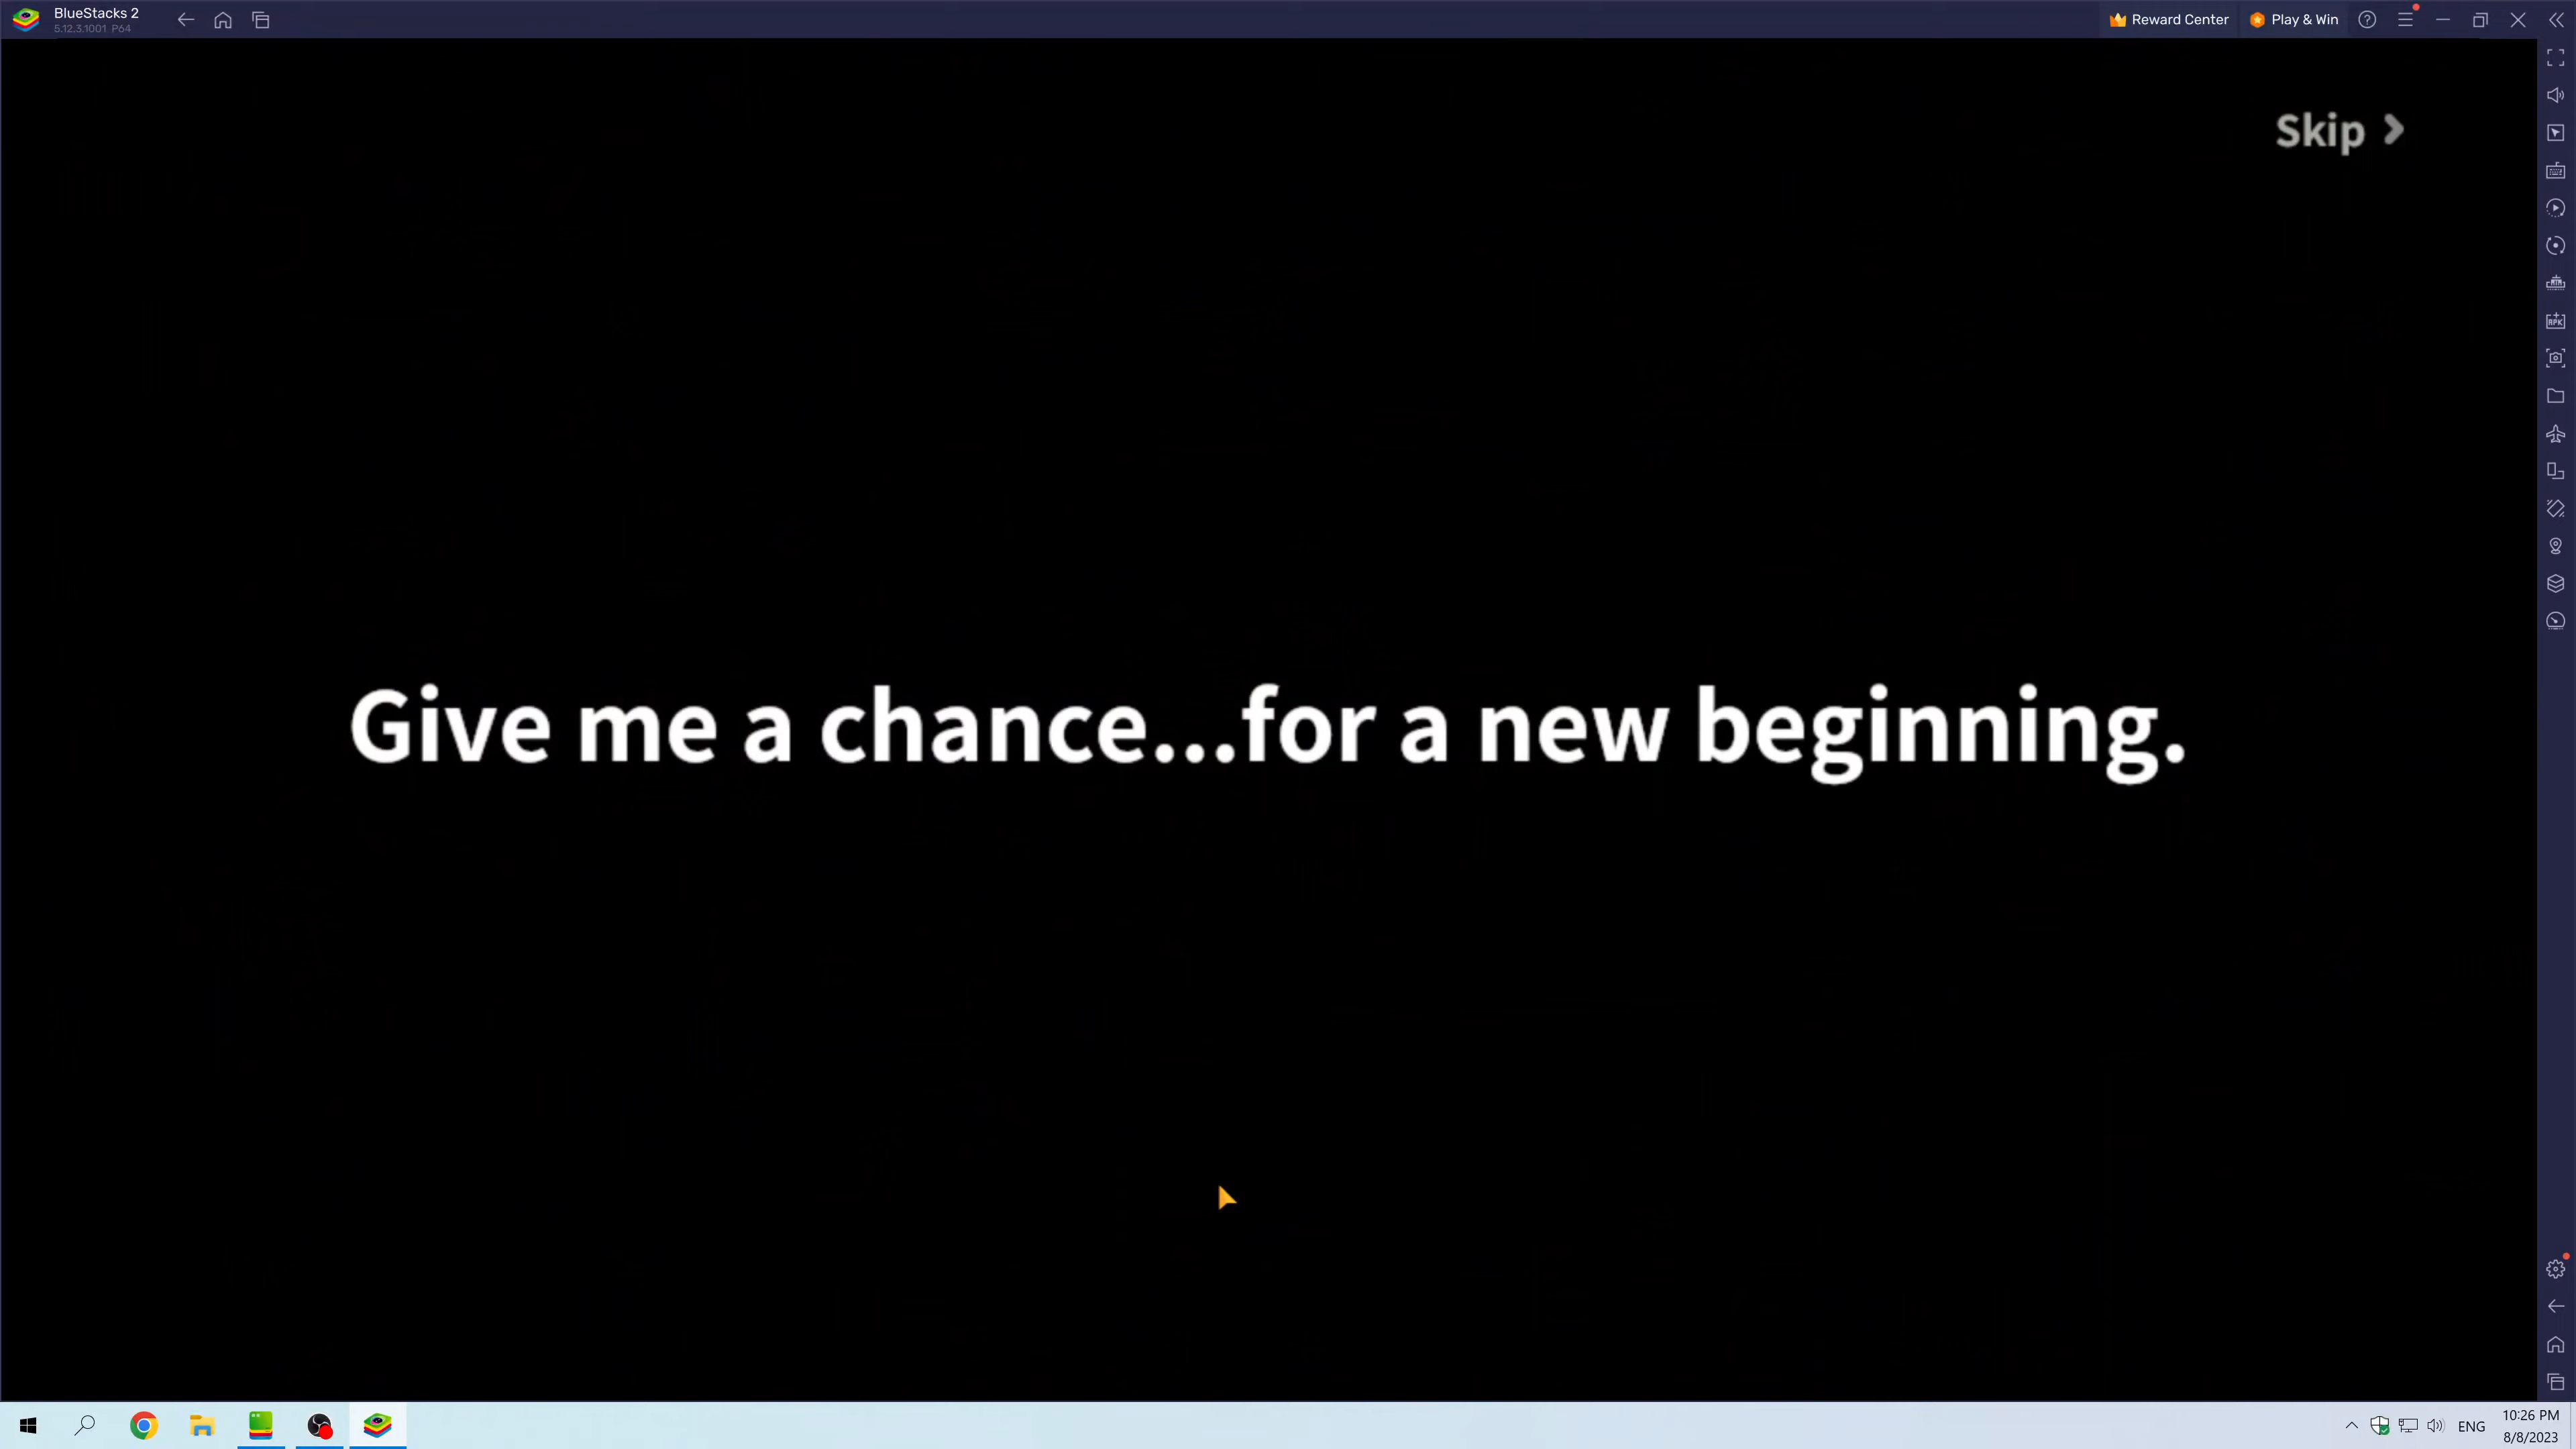 BlueStacks 2
5.12.3.1001 P64
Reward Center
Play & Win
Skip
Give me a chance...for a new beginning.
ENG
10:26 PM
8/8/2023